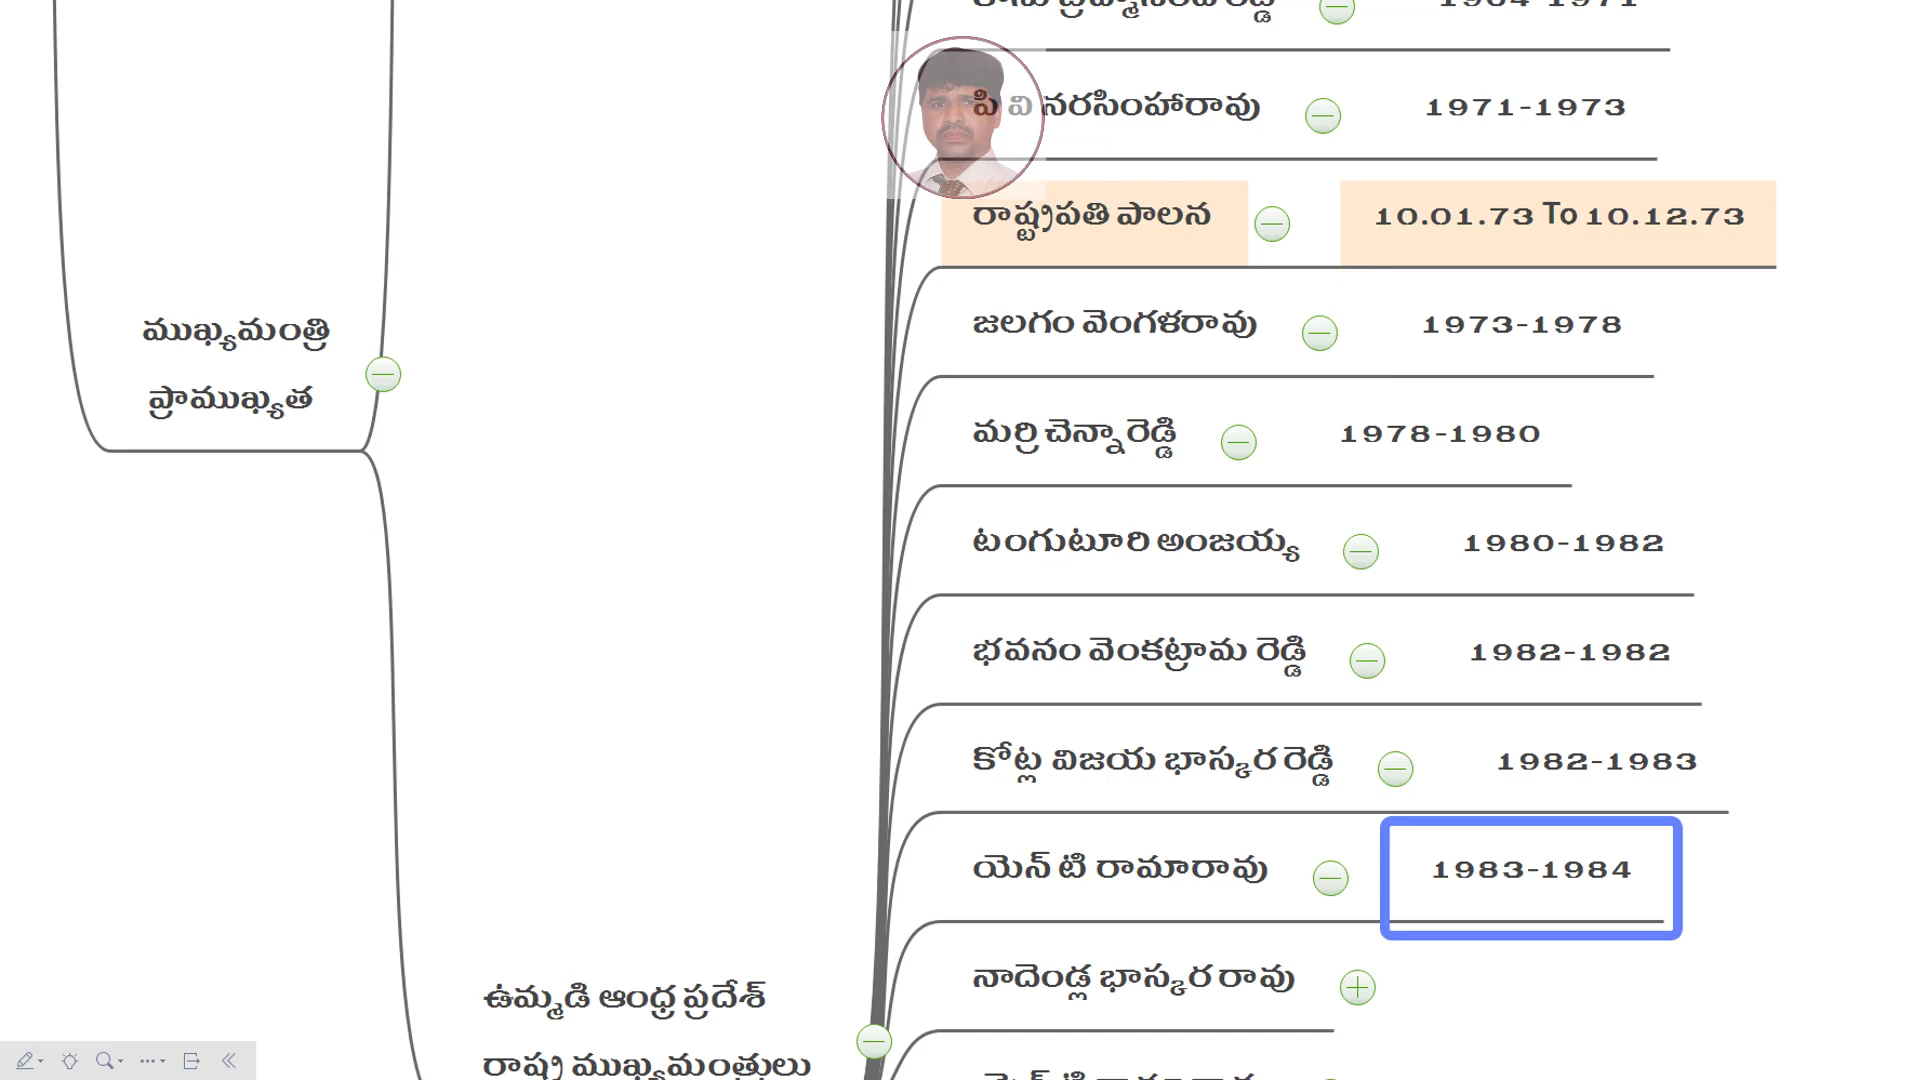 పి వి నరసింహారావు 1971-1973
రాష్ట్రపతి పాలన 10.01.73 To 10.12.73
జలగం వెంగళరావు 1973-1978
ముఖ్యమంత్రి
ప్రాముఖ్యత
మర్రి చెన్నారెడ్డి 1978-1980
టంగుటూరి అంజయ్య 1980-1982
భవనం వెంకట్రామ రెడ్డి 1982-1982
కోట్ల విజయ భాస్కర రెడ్డి 1982-1983
యెన్ టి రామారావు 1983-1984
నాదెండ్ల భాస్కర రావు
ఉమ్మడి ఆంధ్ర ప్రదేశ్
రాష్ట్ర ముఖ్యమంత్రులు